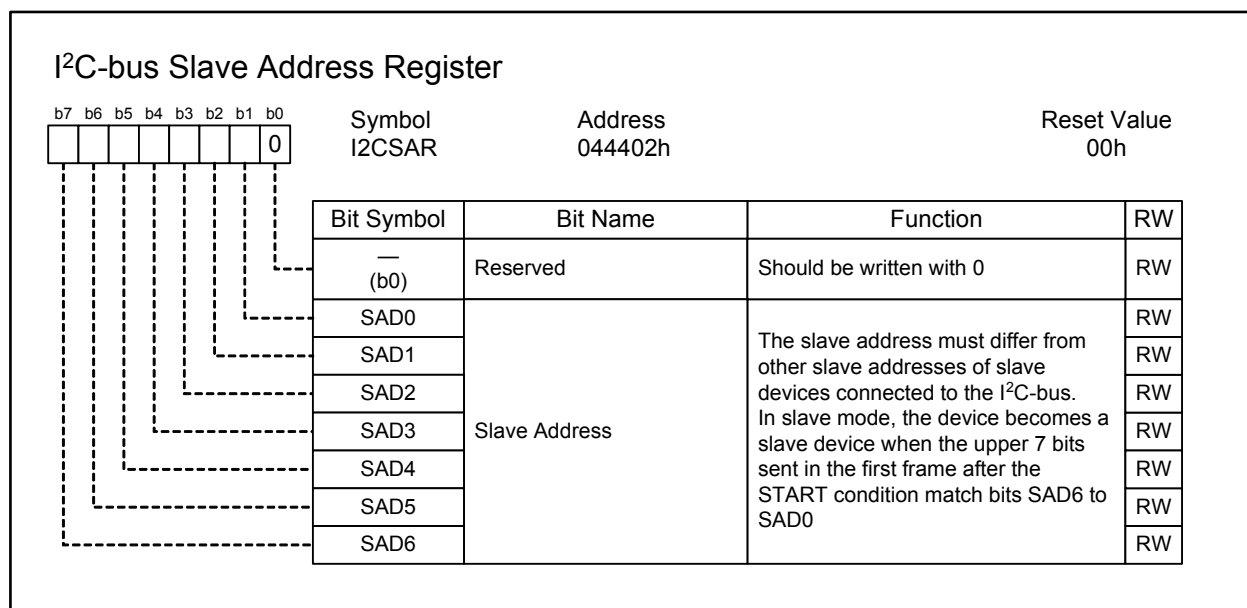 I²C-bus Slave Address Register
b7 b6 b5 b4 b3 b2 b1 b0
0
Symbol Address Reset Value
I2CSAR 044402h 00h
Bit Symbol Bit Name Function RW
—
(b0) Reserved Should be written with 0 RW
SAD0 RW
SAD1 RW
SAD2 RW
SAD3 RW
SAD4 RW
SAD5 RW
SAD6 RW
Slave Address
The slave address must differ from
other slave addresses of slave
devices connected to the I²C-bus.
In slave mode, the device becomes a
slave device when the upper 7 bits
sent in the first frame after the
START condition match bits SAD6 to
SAD0